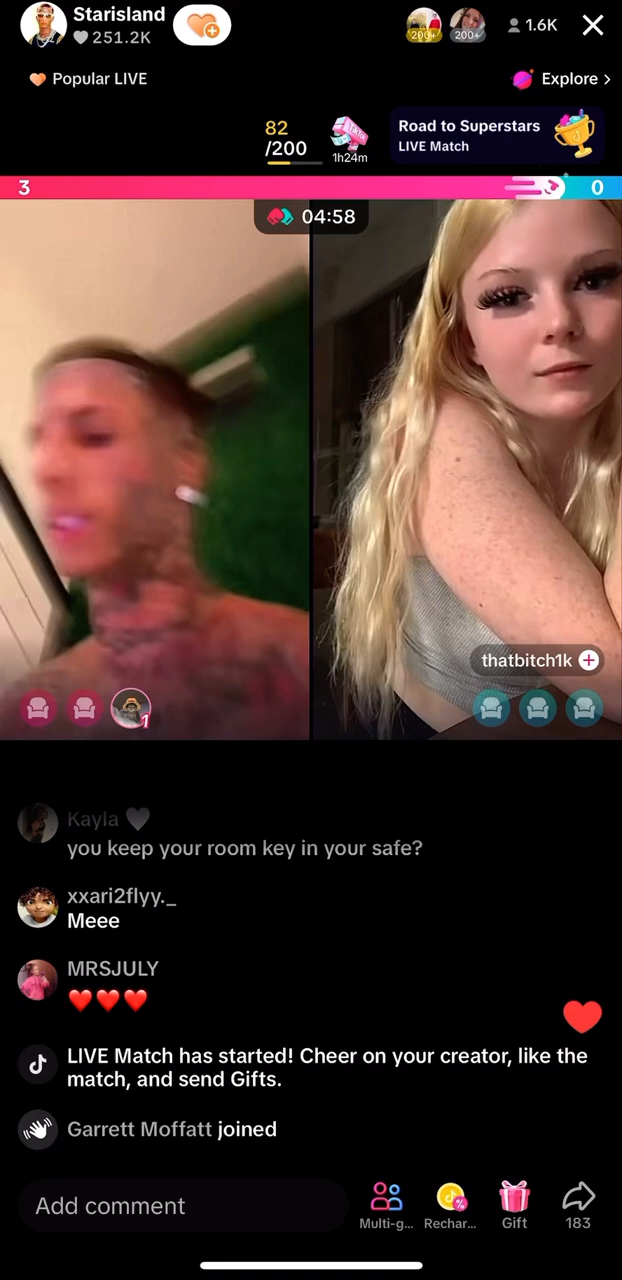 Starisland
251.2K
200+
200+
1.6K
Popular LIVE
Explore >
82
/200
1h24m
Road to Superstars
LIVE Match
3
0
04:58
thatbitch1k
1
Kayla 🤍
you keep your room key in your safe?
xxari2flyy._
Meee
MRSJULY
❤️❤️❤️
LIVE Match has started! Cheer on your creator, like the
match, and send Gifts.
Garrett Moffatt joined
Add comment
Multi-g...
Rechar...
Gift
183